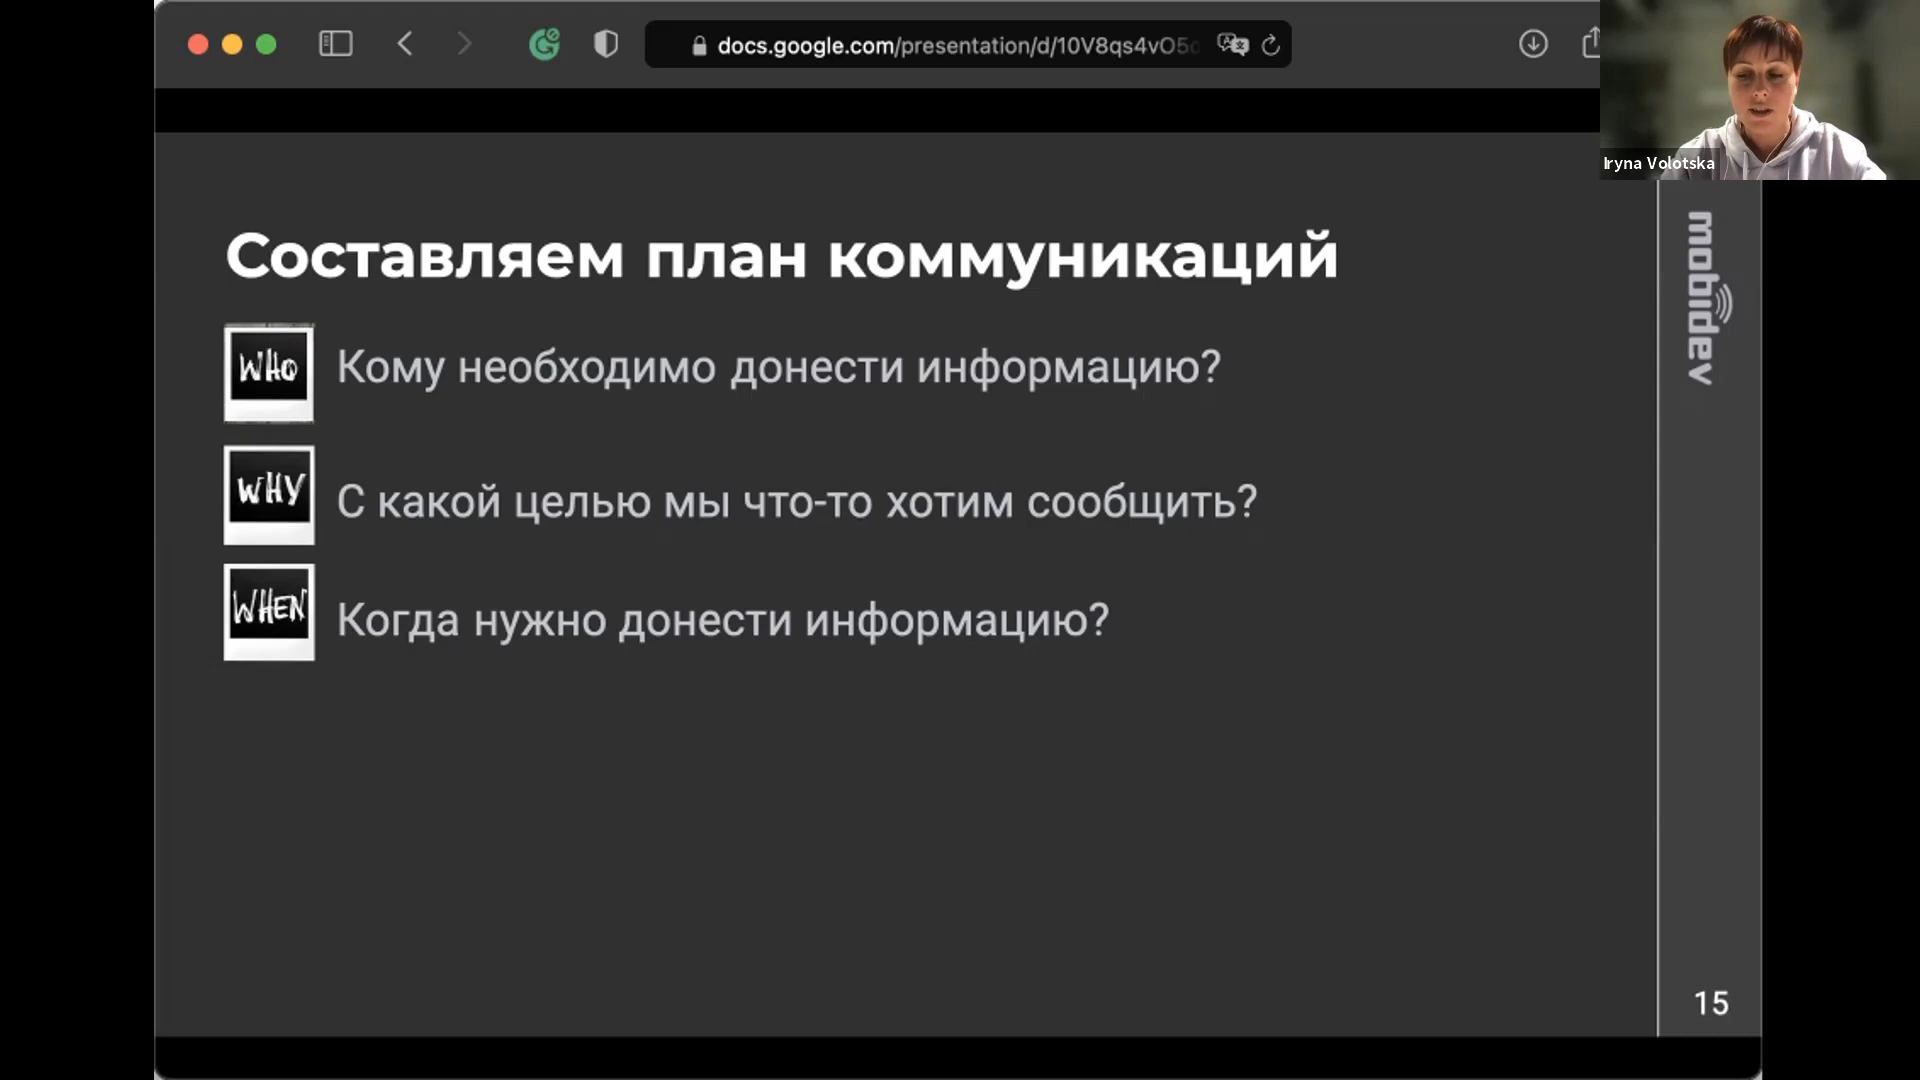 docs.google.com/presentation/d/10V8qs4vO5
Iryna Volotska
mobidev
Составляем план коммуникаций
WHO
Кому необходимо донести информацию?
WHY
С какой целью мы что-то хотим сообщить?
WHEN
Когда нужно донести информацию?
15